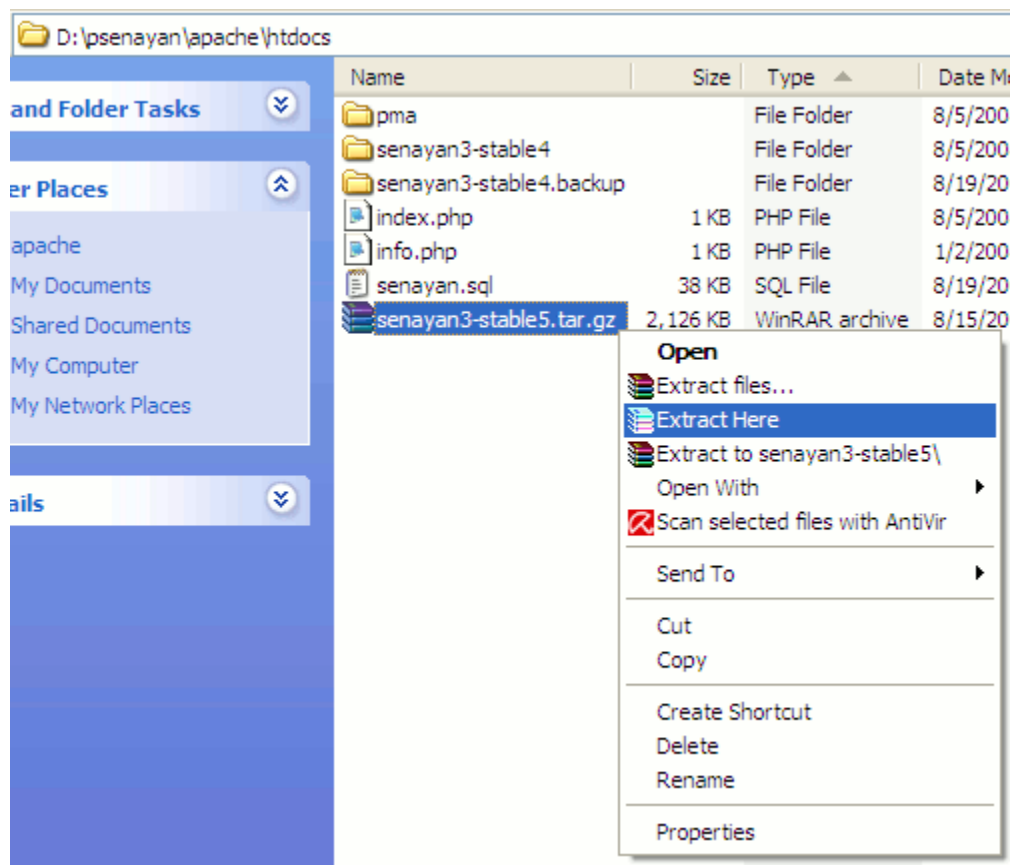 D:\psenayan\apache\htdocs
Name Size Type Date Mo
and Folder Tasks
pma File Folder 8/5/200
senayan3-stable4 File Folder 8/5/200
er Places
senayan3-stable4.backup File Folder 8/19/20
index.php 1 KB PHP File 8/5/200
apache
info.php 1 KB PHP File 1/2/200
My Documents
senayan.sql 38 KB SQL File 8/19/20
Shared Documents
senayan3-stable5.tar.gz 2,126 KB WinRAR archive 8/15/20
My Computer
My Network Places
ails
Open
Extract files...
Extract Here
Extract to senayan3-stable5\
Open With
Scan selected files with AntiVir
Send To
Cut
Copy
Create Shortcut
Delete
Rename
Properties